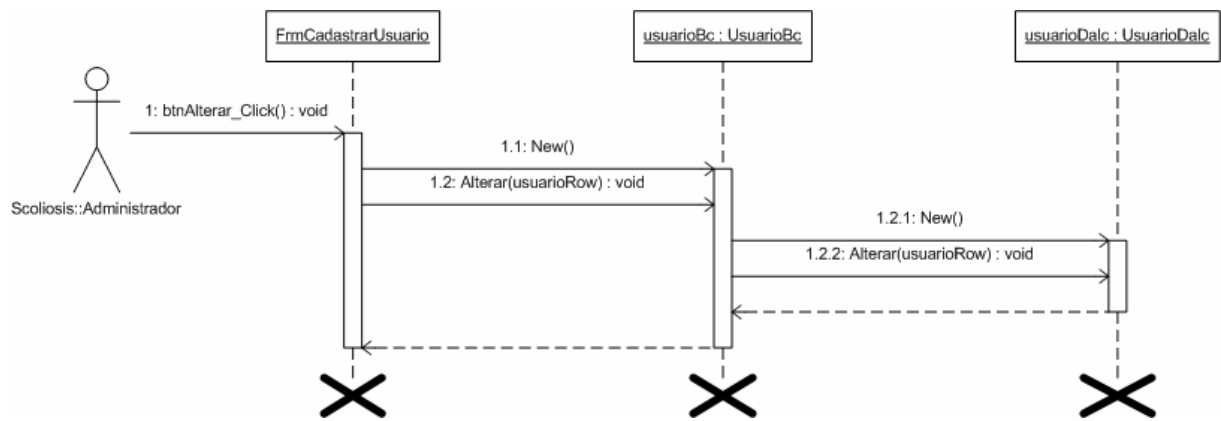 FrmCadastrarUsuario
usuarioBc : UsuarioBc
usuarioDalc : UsuarioDalc
1: btnAlterar_Click() : void
1.1: New()
1.2: Alterar(usuarioRow) : void
Scoliosis::Administrador
1.2.1: New()
1.2.2: Alterar(usuarioRow) : void